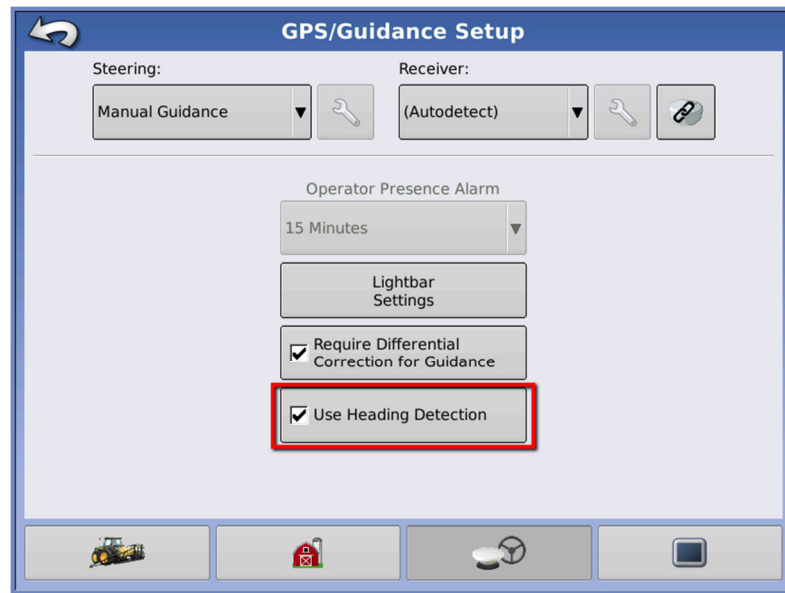 GPS/Guidance Setup
Steering:
Receiver:
Manual Guidance
(Autodetect)
Operator Presence Alarm
15 Minutes
Lightbar
Settings
Require Differential
Correction for Guidance
Use Heading Detection